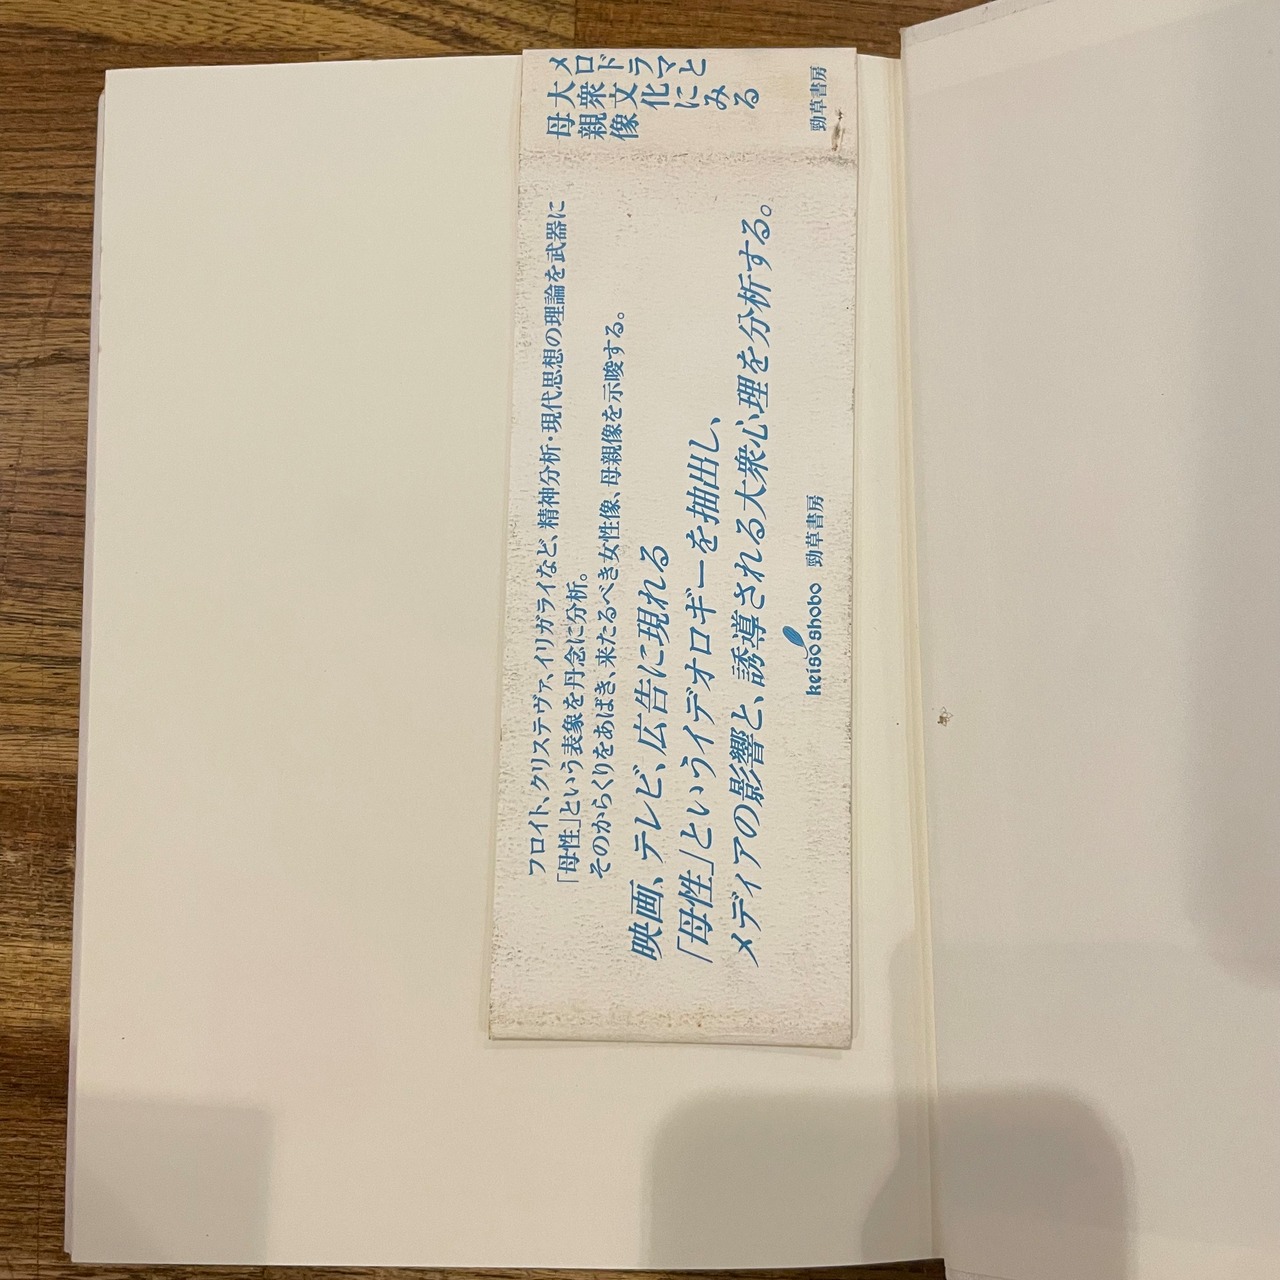 フロイト、クリステヴァ、イリガライなど、精神分析・現代思想の理論を武器に
「母性」という表象を丹念に分析。
そのからくりをあばき、来たるべき女性像、母親像を示唆する。
映画、テレビ、広告に現れる
「母性」というイデオロギーを抽出し、
メディアの影響と、誘導される大衆心理を分析する。
keiso shobo 勁草書房
メロドラマと
大衆文化にみる
母親像
勁草書房